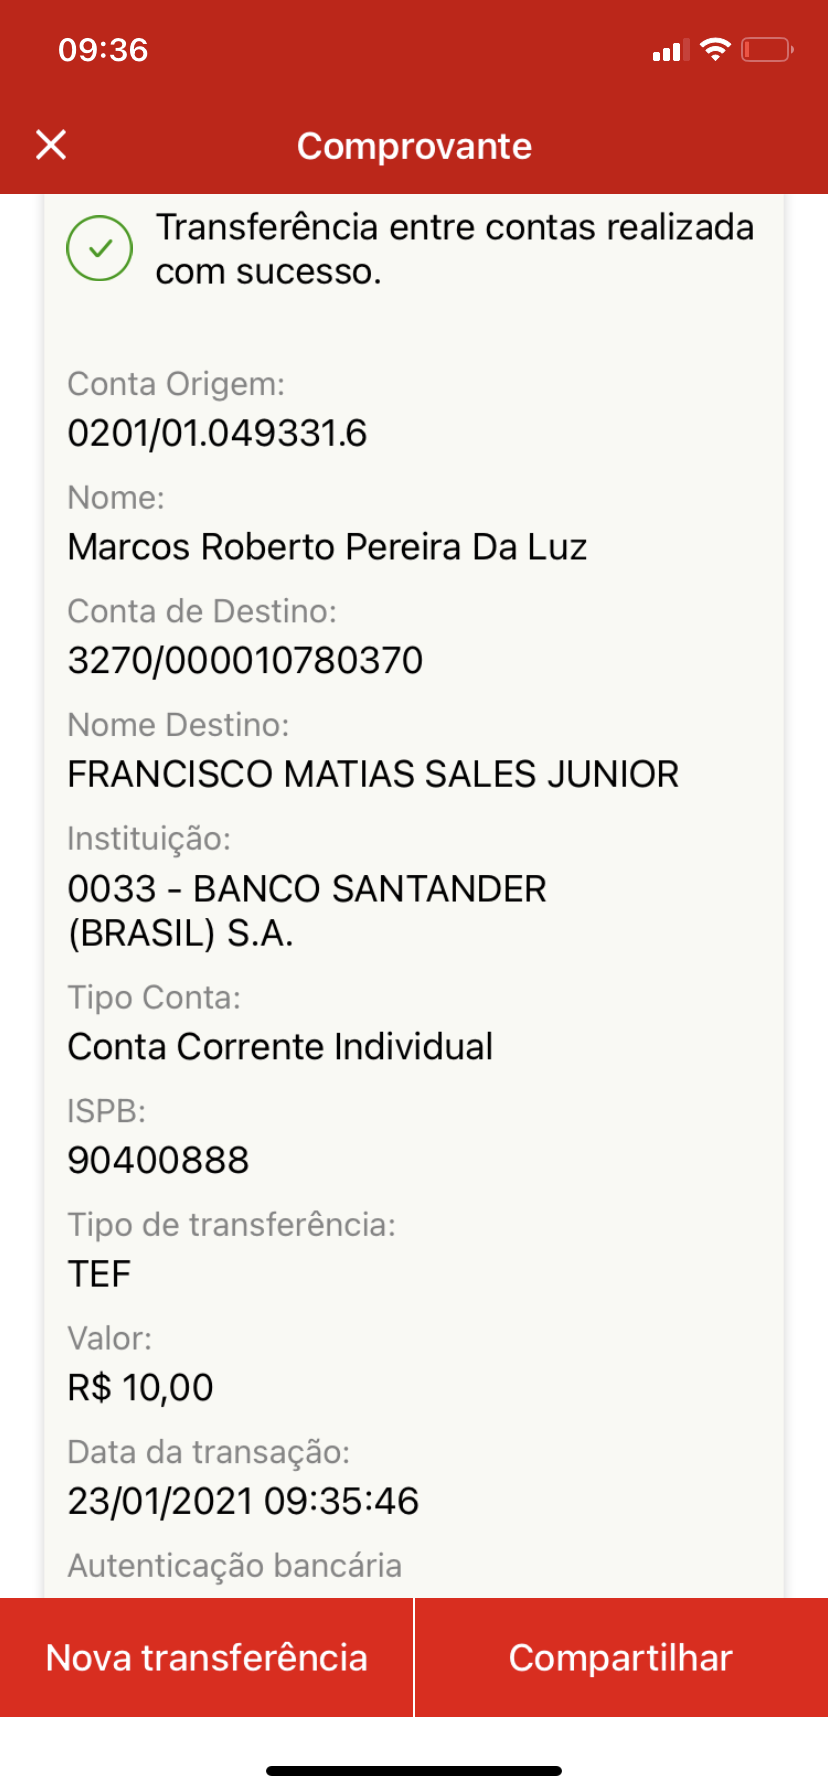 09:36
Comprovante
Transferência entre contas realizada
com sucesso.
Conta Origem:
0201/01.049331.6
Nome:
Marcos Roberto Pereira Da Luz
Conta de Destino:
3270/000010780370
Nome Destino:
FRANCISCO MATIAS SALES JUNIOR
Instituição:
0033 - BANCO SANTANDER
(BRASIL) S.A.
Tipo Conta:
Conta Corrente Individual
ISPB:
90400888
Tipo de transferência:
TEF
Valor:
R$ 10,00
Data da transação:
23/01/2021 09:35:46
Autenticação bancária
Nova transferência
Compartilhar